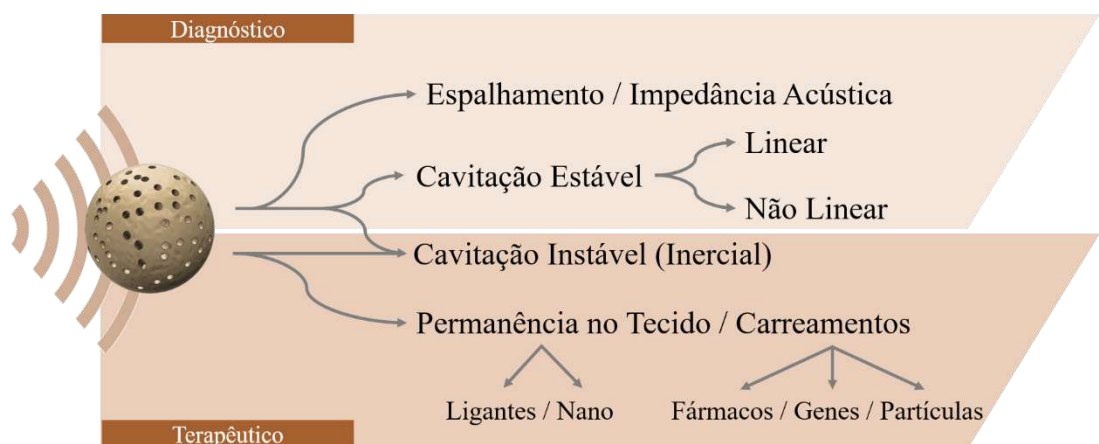 Diagnóstico
Espalhamento / Impedância Acústica
Linear
Cavitação Estável
Não Linear
Cavitação Instável (Inercial)
Permanência no Tecido / Carreamentos
Ligantes / Nano
Fármacos / Genes / Partículas
Terapêutico